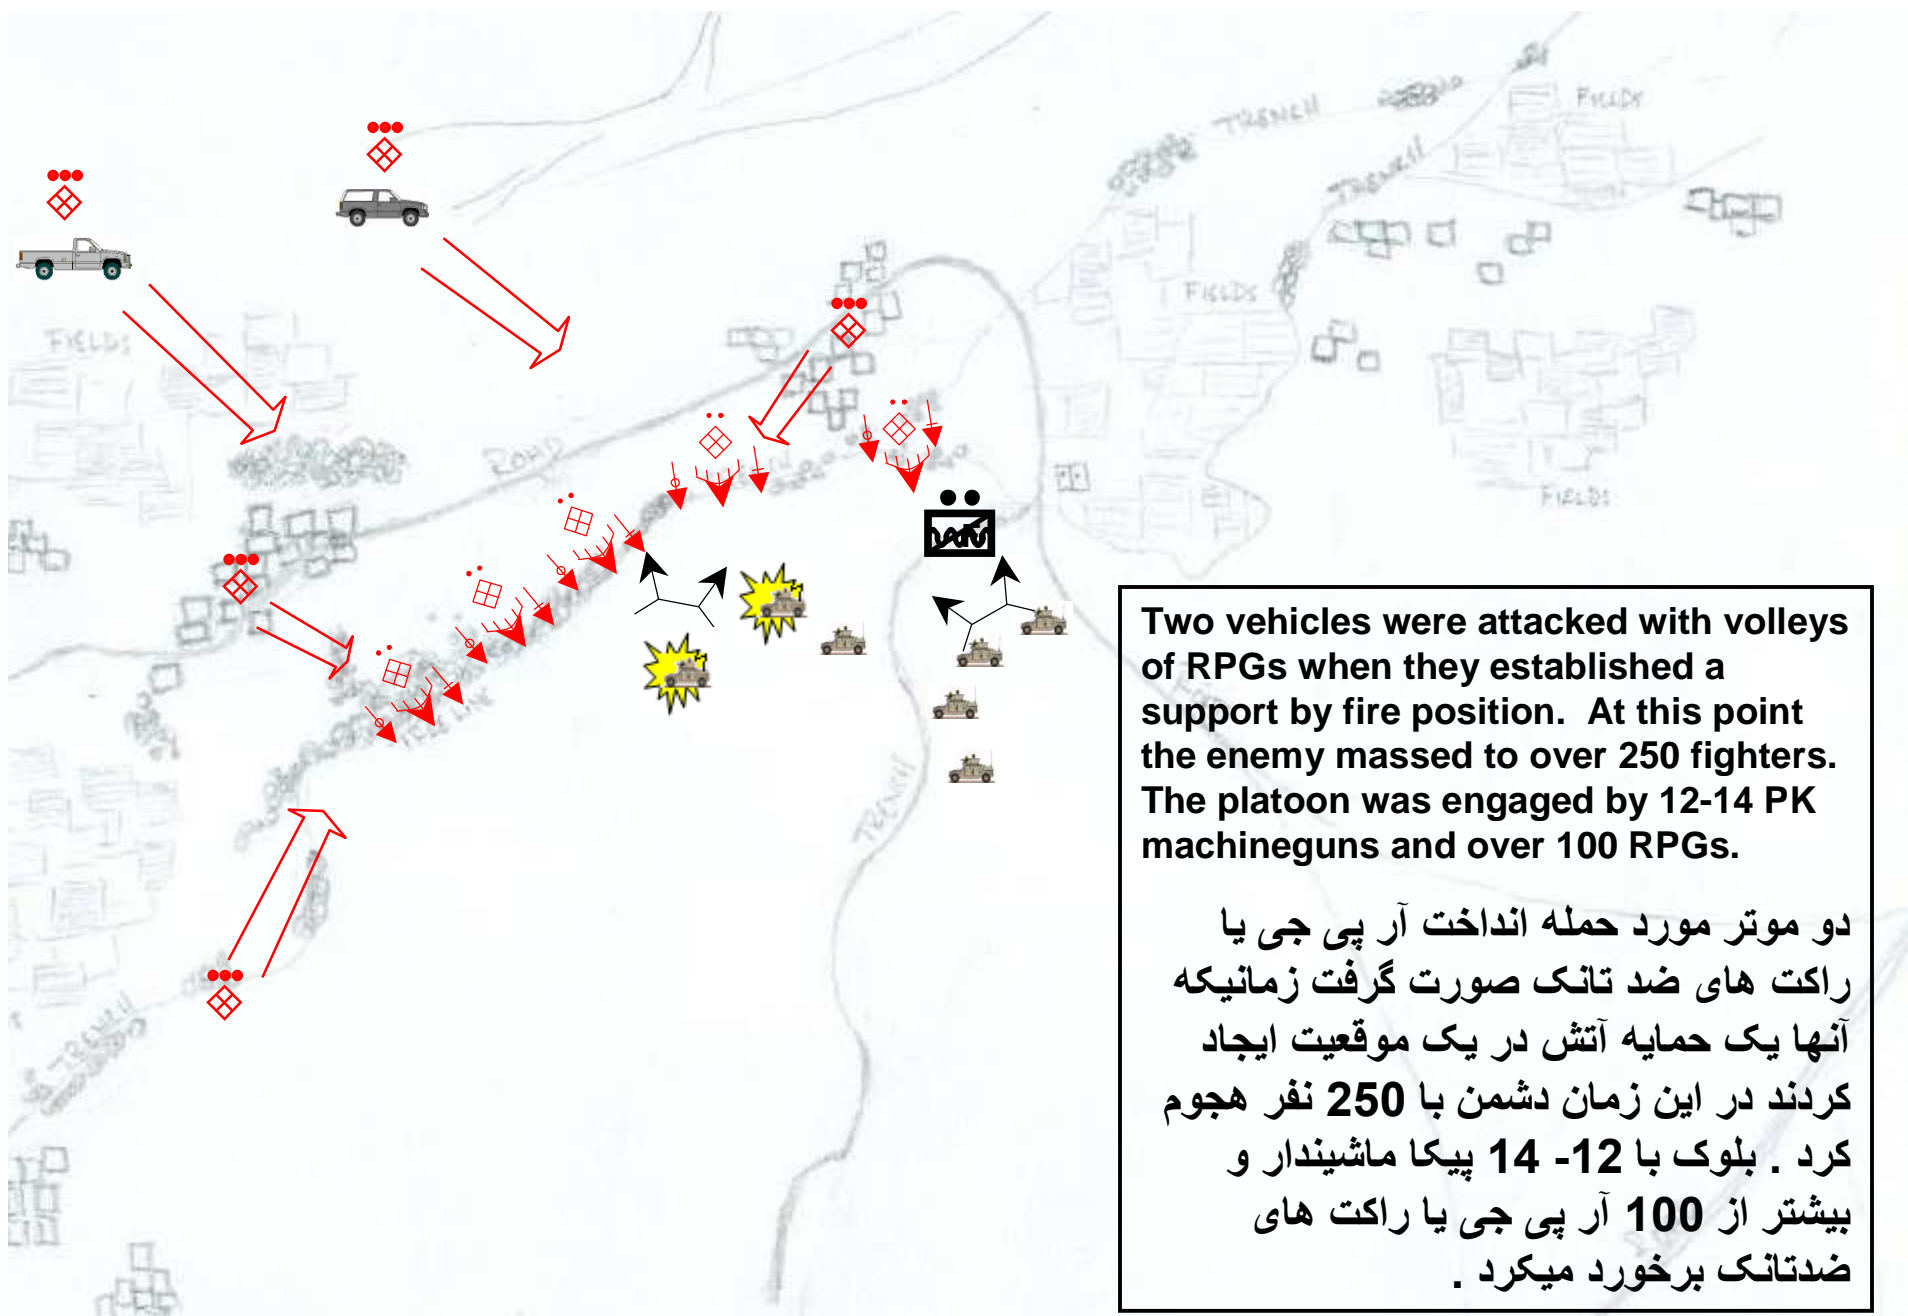 TRENCH
FIELDS
TRENCH
FIELDS
FIELDS
ROAD
FIELDS
TREELINE
TRENCH
TRENCH
Two vehicles were attacked with volleys
of RPGs when they established a
support by fire position.  At this point
the enemy massed to over 250 fighters.
The platoon was engaged by 12-14 PK
machineguns and over 100 RPGs.
دو موتر مورد حمله انداخت آر پی جی یا
راکت های ضد تانک صورت گرفت زمانیکه
آنها یک حمایه آتش در یک موقعیت ایجاد
کردند در این زمان دشمن با 250 نفر هجوم
کرد . بلوک با 12- 14 پیکا ماشیندار و
بیشتر از 100 آر پی جی یا راکت های
ضدتانک برخورد میکرد .